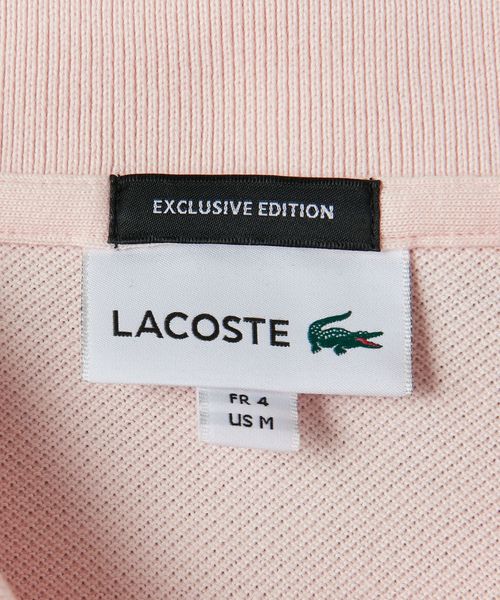 EXCLUSIVE EDITION
LACOSTE
FR 4
US M